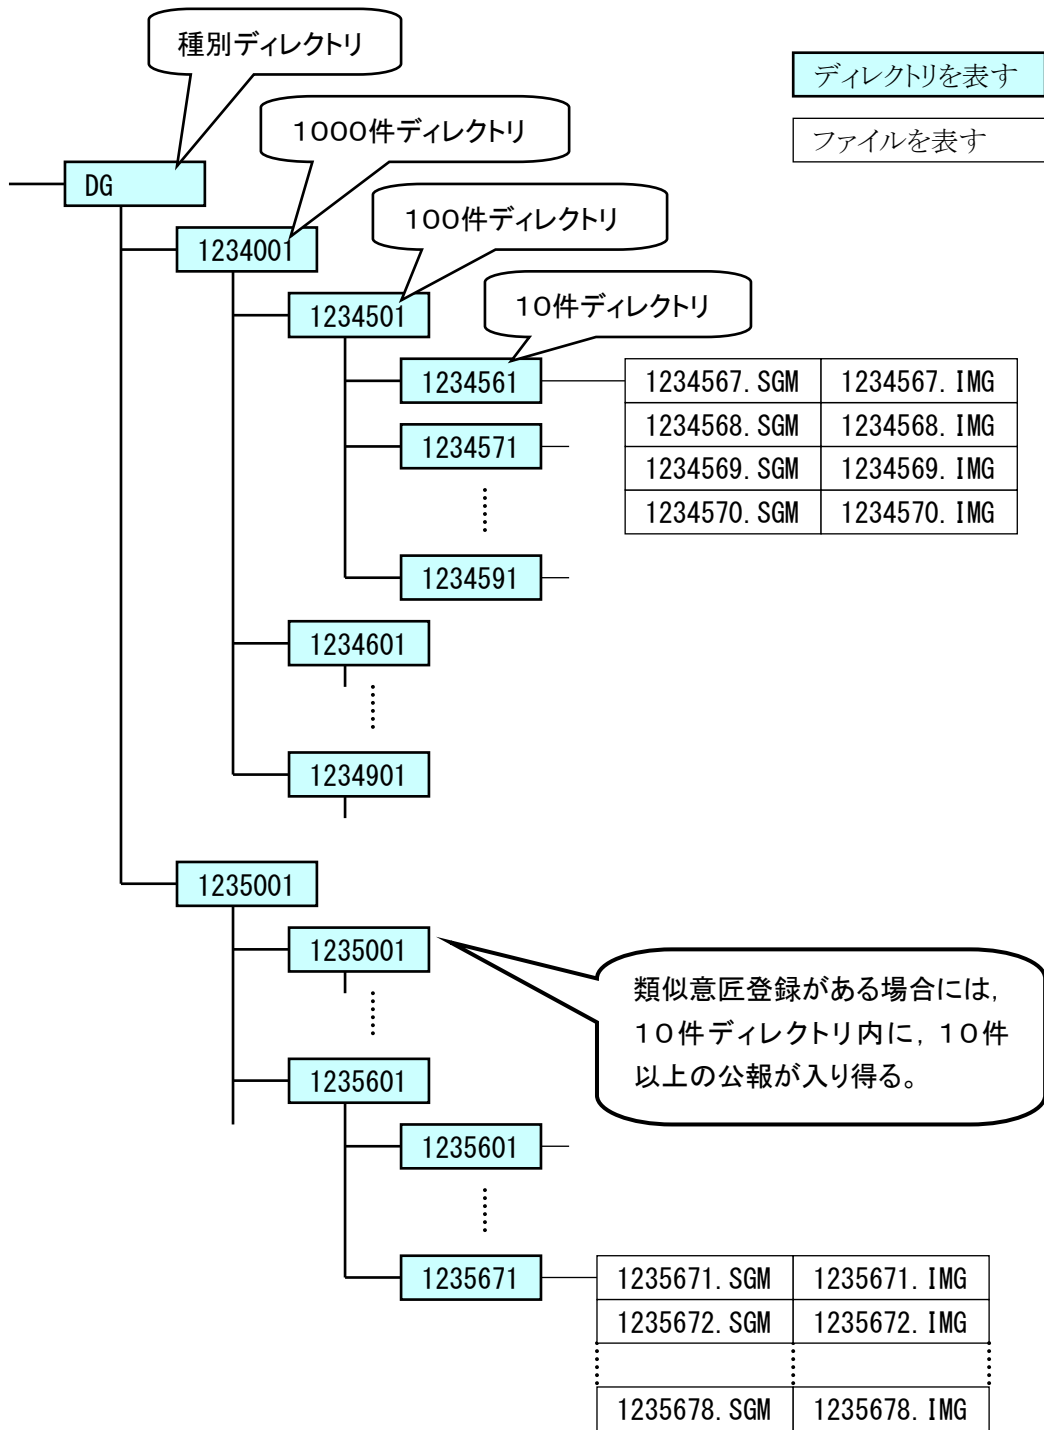 種別ディレクトリ
ディレクトリを表す
1000件ディレクトリ
ファイルを表す
DG
100件ディレクトリ
1234001
10件ディレクトリ
1234501
1234561
1234567.SGM 1234567.IMG
1234568.SGM 1234568.IMG
1234571
1234569.SGM 1234569.IMG
1234570.SGM 1234570.IMG
1234591
1234601
1234901
1235001
1235001
類似意匠登録がある場合には,
10件ディレクトリ内に,10件
以上の公報が入り得る。
1235601
1235601
1235671
1235671.SGM 1235671.IMG
1235672.SGM 1235672.IMG
1235678.SGM 1235678.IMG